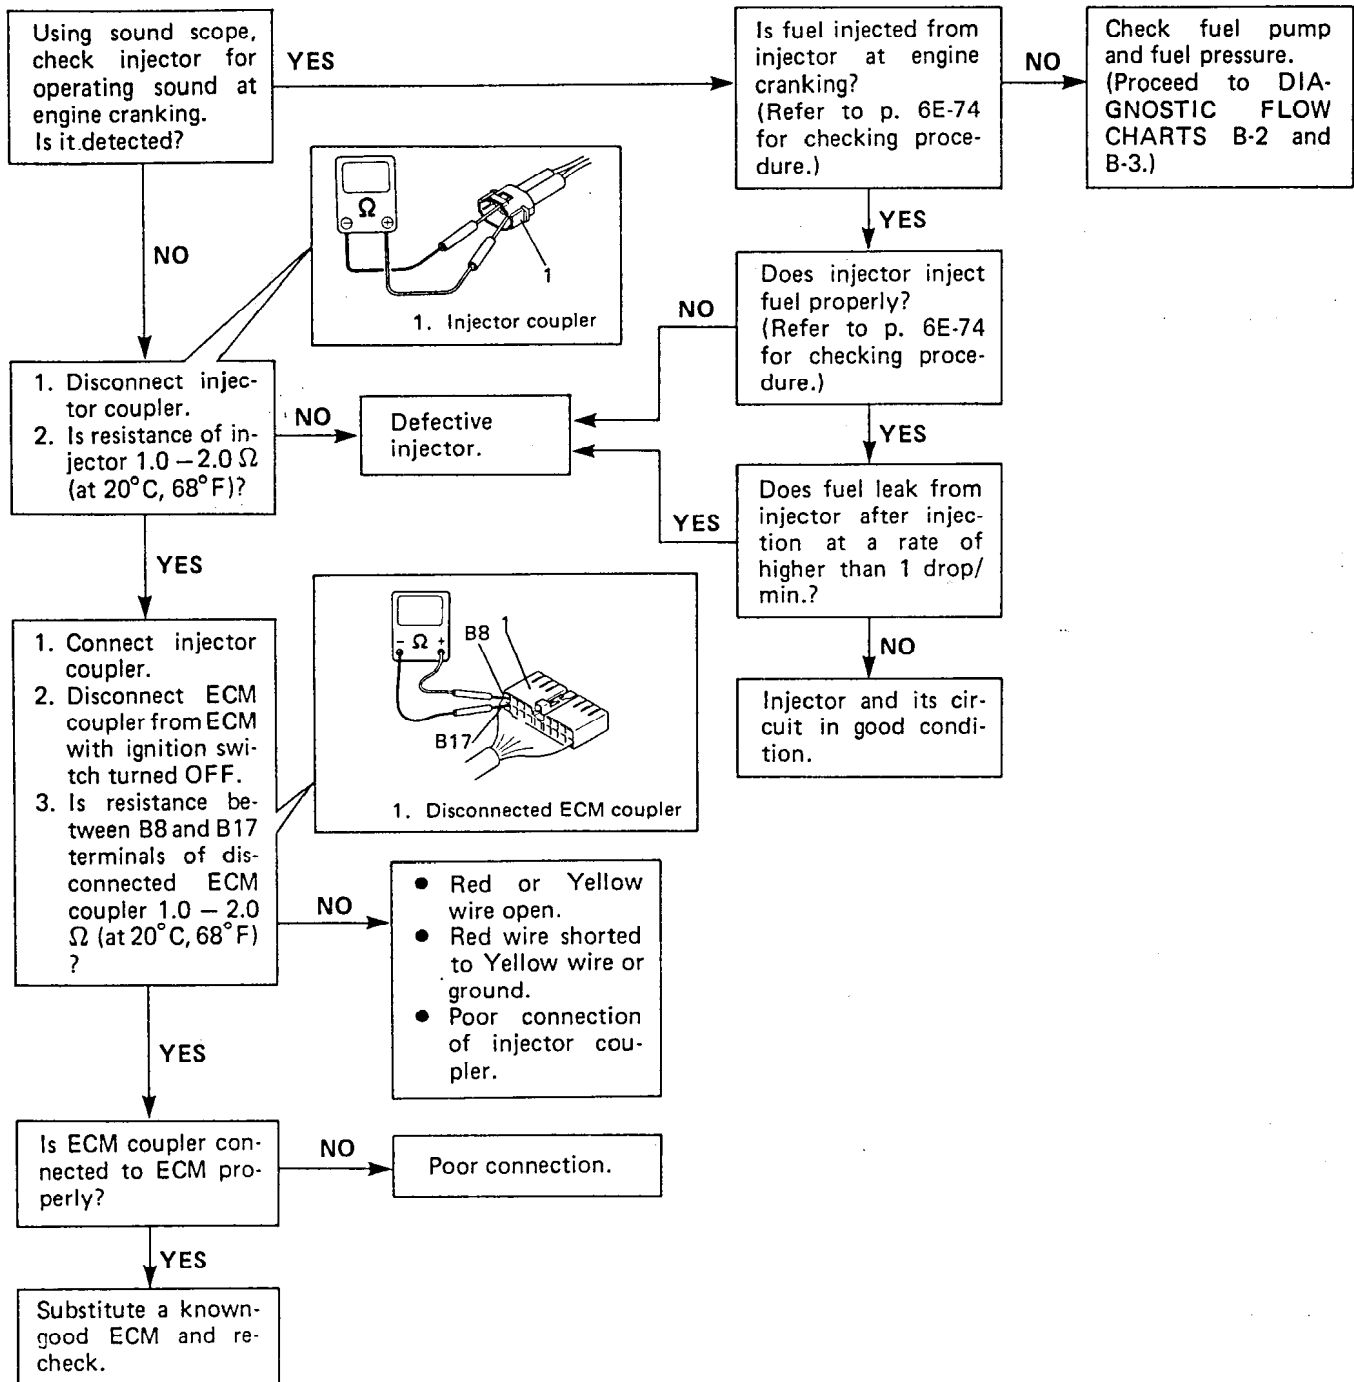 Using sound scope,
check injector for
operating sound at
engine cranking.
Is it detected?
YES
Is fuel injected from
injector at engine
cranking?
(Refer to p. 6E-74
for checking proce-
dure.)
NO
Check fuel pump
and fuel pressure.
(Proceed to DIA-
GNOSTIC FLOW
CHARTS B-2 and
B-3.)
NO
Ω
⊖ ⊕
1
1. Injector coupler
YES
Does injector inject
fuel properly?
(Refer to p. 6E-74
for checking proce-
dure.)
NO
1. Disconnect injec-
tor coupler.
2. Is resistance of in-
jector 1.0 – 2.0 Ω
(at 20°C, 68°F)?
NO
Defective
injector.
YES
Does fuel leak from
injector after injec-
tion at a rate of
higher than 1 drop/
min.?
YES
YES
NO
Injector and its cir-
cuit in good condi-
tion.
1. Connect injector
coupler.
2. Disconnect ECM
coupler from ECM
with ignition swi-
tch turned OFF.
3. Is resistance be-
tween B8 and B17
terminals of dis-
connected ECM
coupler 1.0 – 2.0
Ω (at 20°C, 68°F)
?
– Ω +
B8
1
B17
1. Disconnected ECM coupler
NO
● Red or Yellow
wire open.
● Red wire shorted
to Yellow wire or
ground.
● Poor connection
of injector cou-
pler.
YES
Is ECM coupler con-
nected to ECM pro-
perly?
NO
Poor connection.
YES
Substitute a known-
good ECM and re-
check.